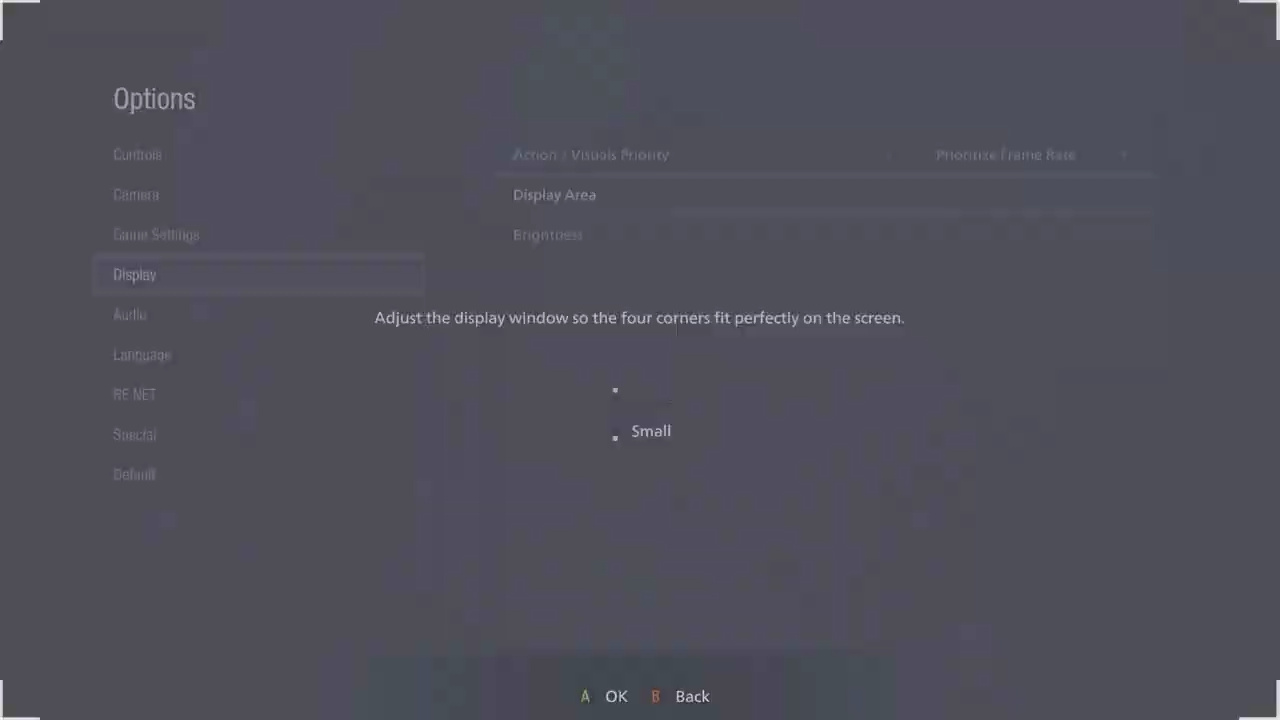 Options
Controls
Camera
Game Settings
Display
Audio
Language
RE NET
Special
Default
Action / Visuals Priority
Prioritize Frame Rate
Display Area
Brightness
Adjust the display window so the four corners fit perfectly on the screen.
Small
A OK B Back